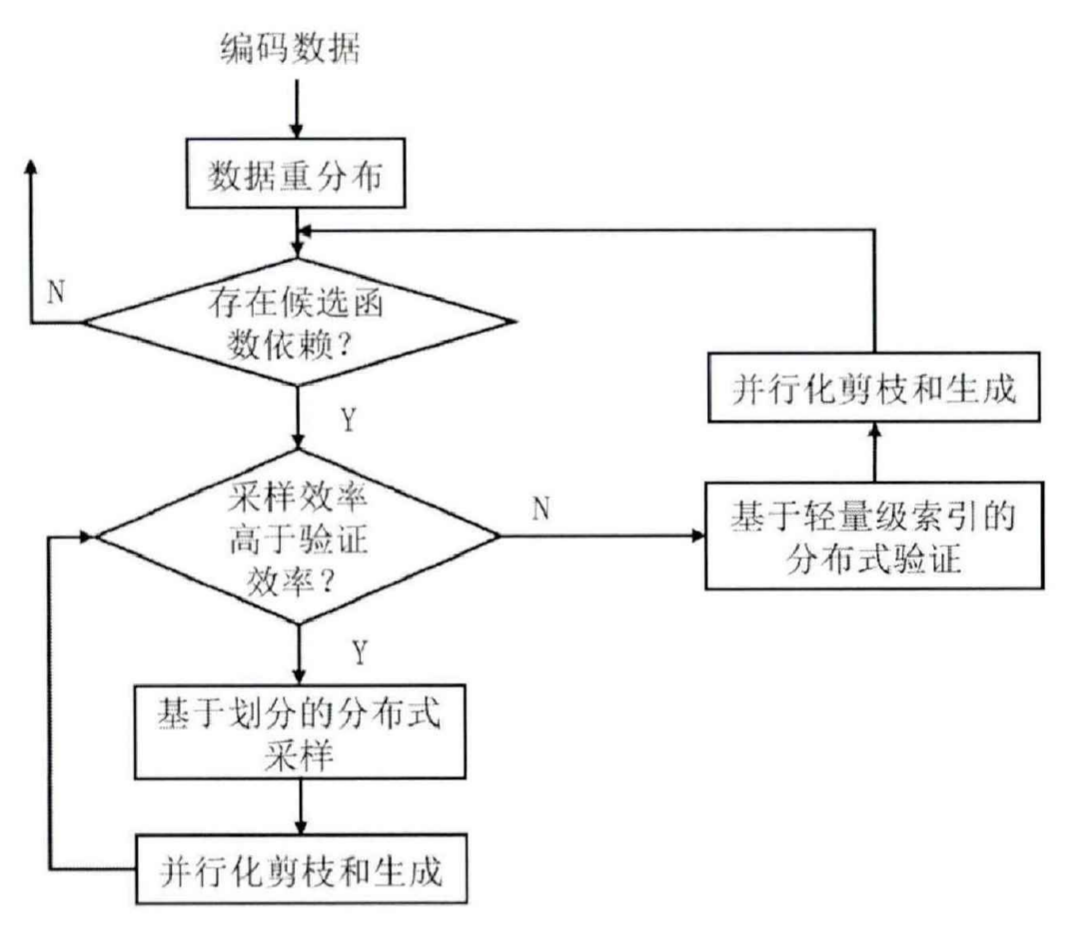 编码数据
数据重分布
N
存在候选函
数依赖？
Y
并行化剪枝和生成
采样效率
高于验证
效率？
N
基于轻量级索引的
分布式验证
Y
基于划分的分布式
采样
并行化剪枝和生成